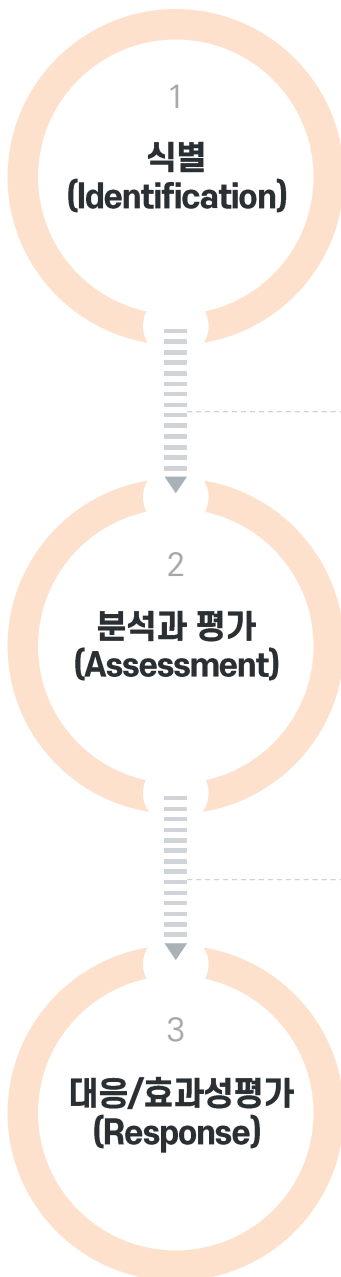 1
식별
(Identification)
2
분석과 평가
(Assessment)
3
대응/효과성평가
(Response)